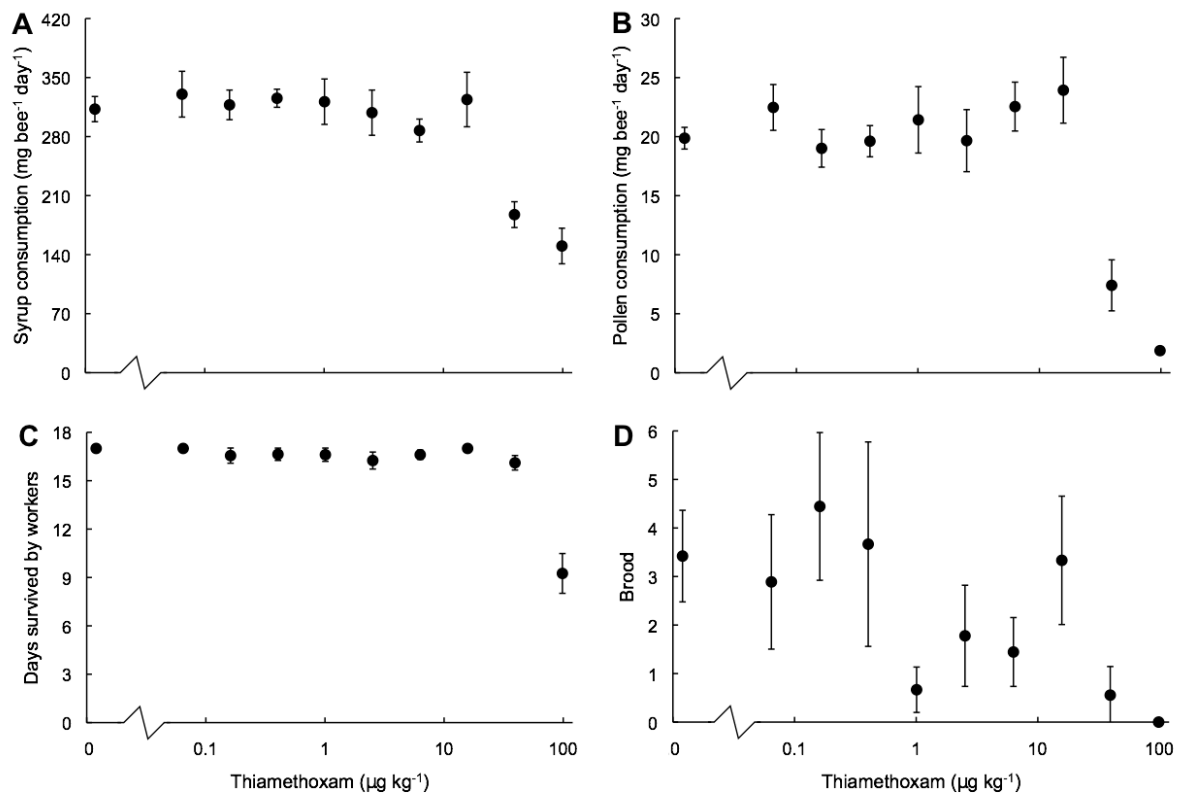 A
420
350
280
210
140
70
0
Syrup consumption (mg bee⁻¹ day⁻¹)
B
30
25
20
15
10
5
0
Pollen consumption (mg bee⁻¹ day⁻¹)
C
18
15
12
9
6
3
0
Days survived by workers
0 0.1 1 10 100
Thiamethoxam (µg kg⁻¹)
D
6
5
4
3
2
1
0
Brood
0 0.1 1 10 100
Thiamethoxam (µg kg⁻¹)